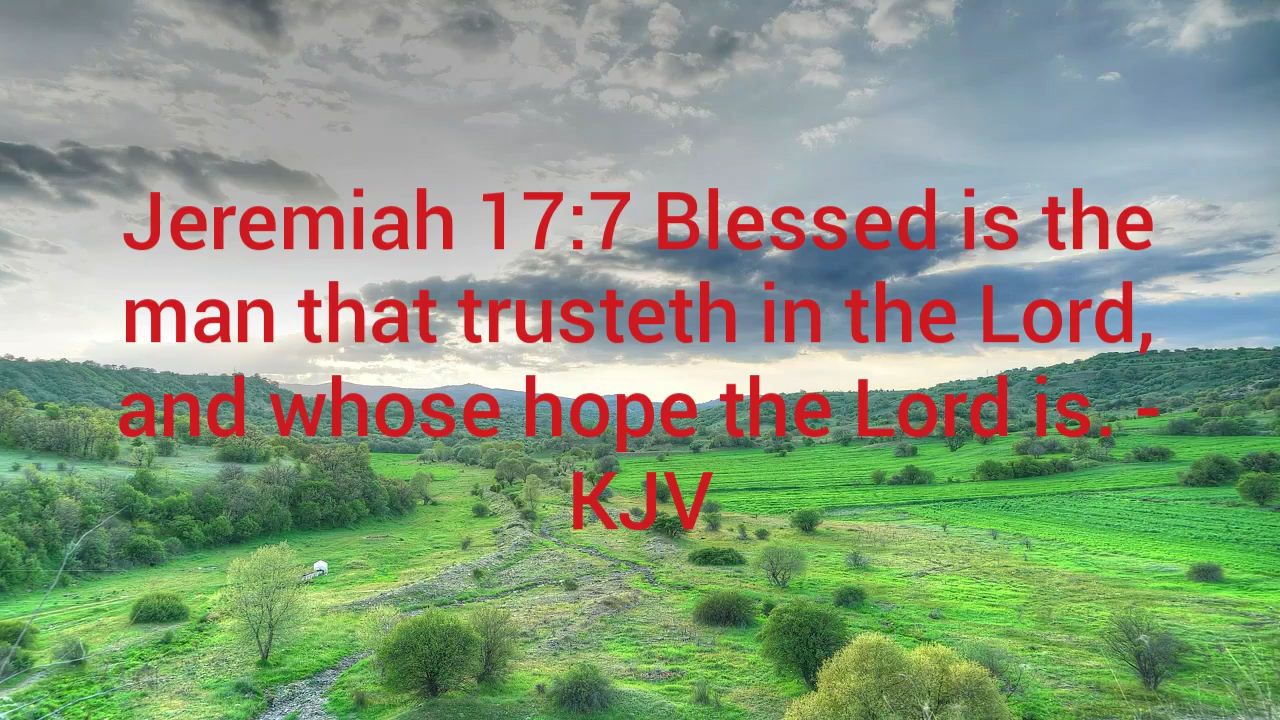 Jeremiah 17:7 Blessed is the
man that trusteth in the Lord,
and whose hope the Lord is. -
KJV